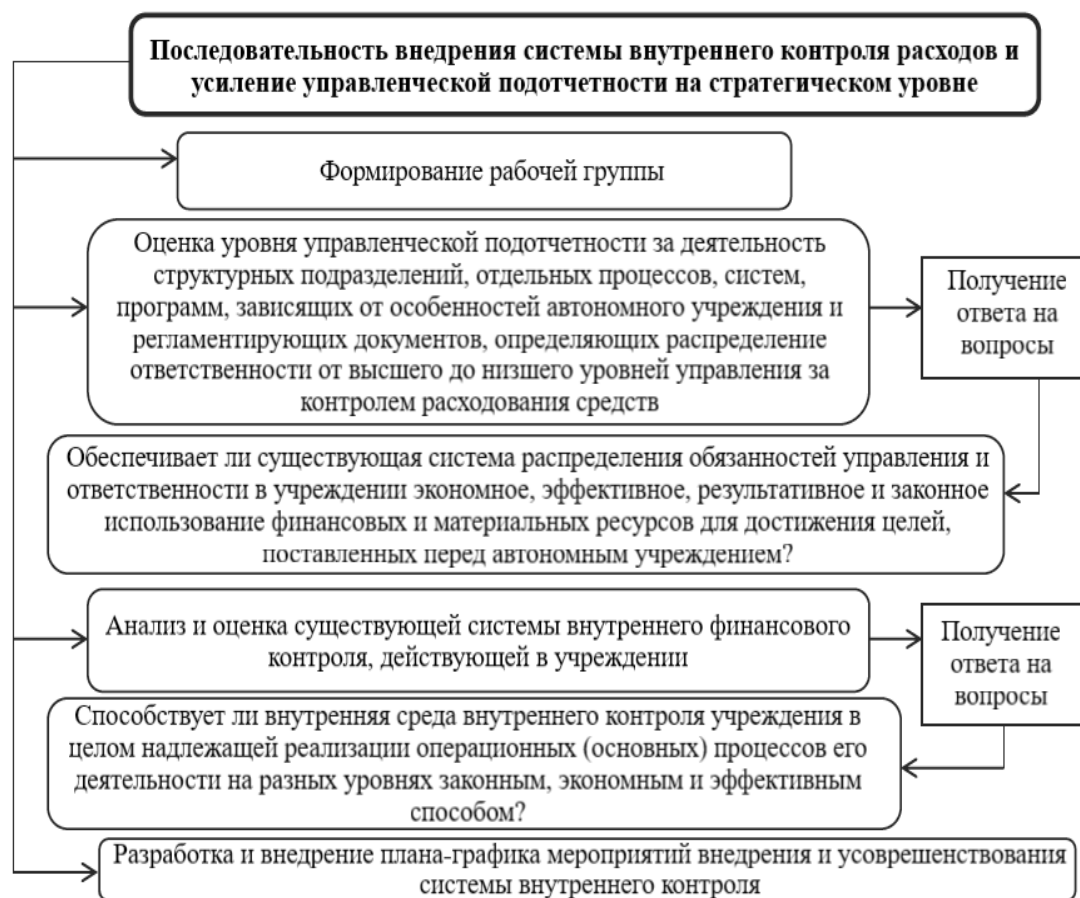 Последовательность внедрения системы внутреннего контроля расходов и
усиление управленческой подотчетности на стратегическом уровне
Формирование рабочей группы
Оценка уровня управленческой подотчетности за деятельность
структурных подразделений, отдельных процессов, систем,
программ, зависящих от особенностей автономного учреждения и
регламентирующих документов, определяющих распределение
ответственности от высшего до низшего уровней управления за
контролем расходования средств
Получение
ответа на
вопросы
Обеспечивает ли существующая система распределения обязанностей управления и
ответственности в учреждении экономное, эффективное, результативное и законное
использование финансовых и материальных ресурсов для достижения целей,
поставленных перед автономным учреждением?
Анализ и оценка существующей системы внутреннего финансового
контроля, действующей в учреждении
Получение
ответа на
вопросы
Способствует ли внутренняя среда внутреннего контроля учреждения в
целом надлежащей реализации операционных (основных) процессов его
деятельности на разных уровнях законным, экономным и эффективным
способом?
Разработка и внедрение плана-графика мероприятий внедрения и усоврешенствования
системы внутреннего контроля